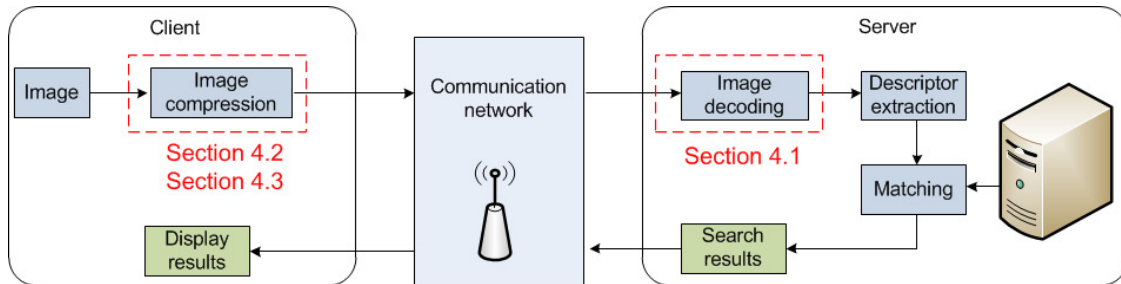 Client
Image
Image
compression
Section 4.2
Section 4.3
Display
results
Communication
network
Server
Image
decoding
Section 4.1
Descriptor
extraction
Matching
Search
results